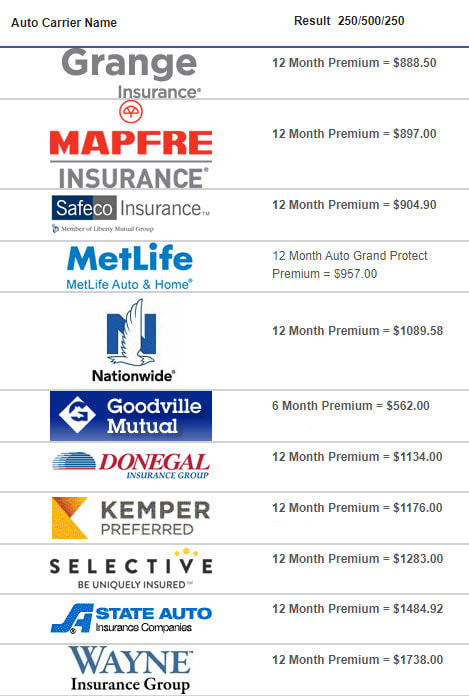 Auto Carrier Name Result 250/500/250
Grange
Insurance®
12 Month Premium = $888.50
MAPFRE
INSURANCE®
12 Month Premium = $897.00
Safeco Insurance™
Member of Liberty Mutual Group
12 Month Premium = $904.90
MetLife
MetLife Auto & Home®
12 Month Auto Grand Protect
Premium = $957.00
N
Nationwide®
12 Month Premium = $1089.58
Goodville
Mutual
6 Month Premium = $562.00
DONEGAL
INSURANCE GROUP
12 Month Premium = $1134.00
KEMPER
PREFERRED
12 Month Premium = $1176.00
SELECTIVE
BE UNIQUELY INSURED℠
12 Month Premium = $1283.00
STATE AUTO
Insurance Companies
12 Month Premium = $1484.92
WAYNE
Insurance Group
12 Month Premium = $1738.00